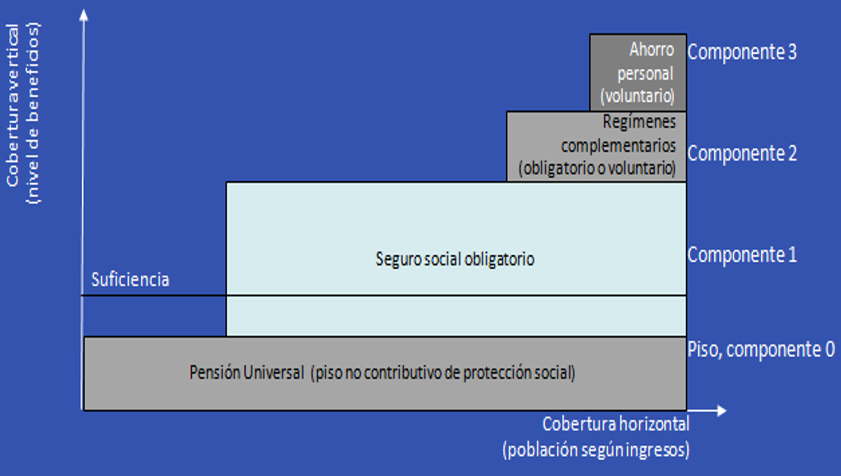 Cobertura vertical
(nivel de benefidos)
Ahorro
personal
(voluntario)
Componente 3
Regímenes
complementarios
(obligatorio o voluntario)
Componente 2
Seguro social obligatorio
Componente 1
Suficiencia
Pensión Universal (piso no contributivo de protección social)
Piso, componente 0
Cobertura horizontal
(población según ingresos)